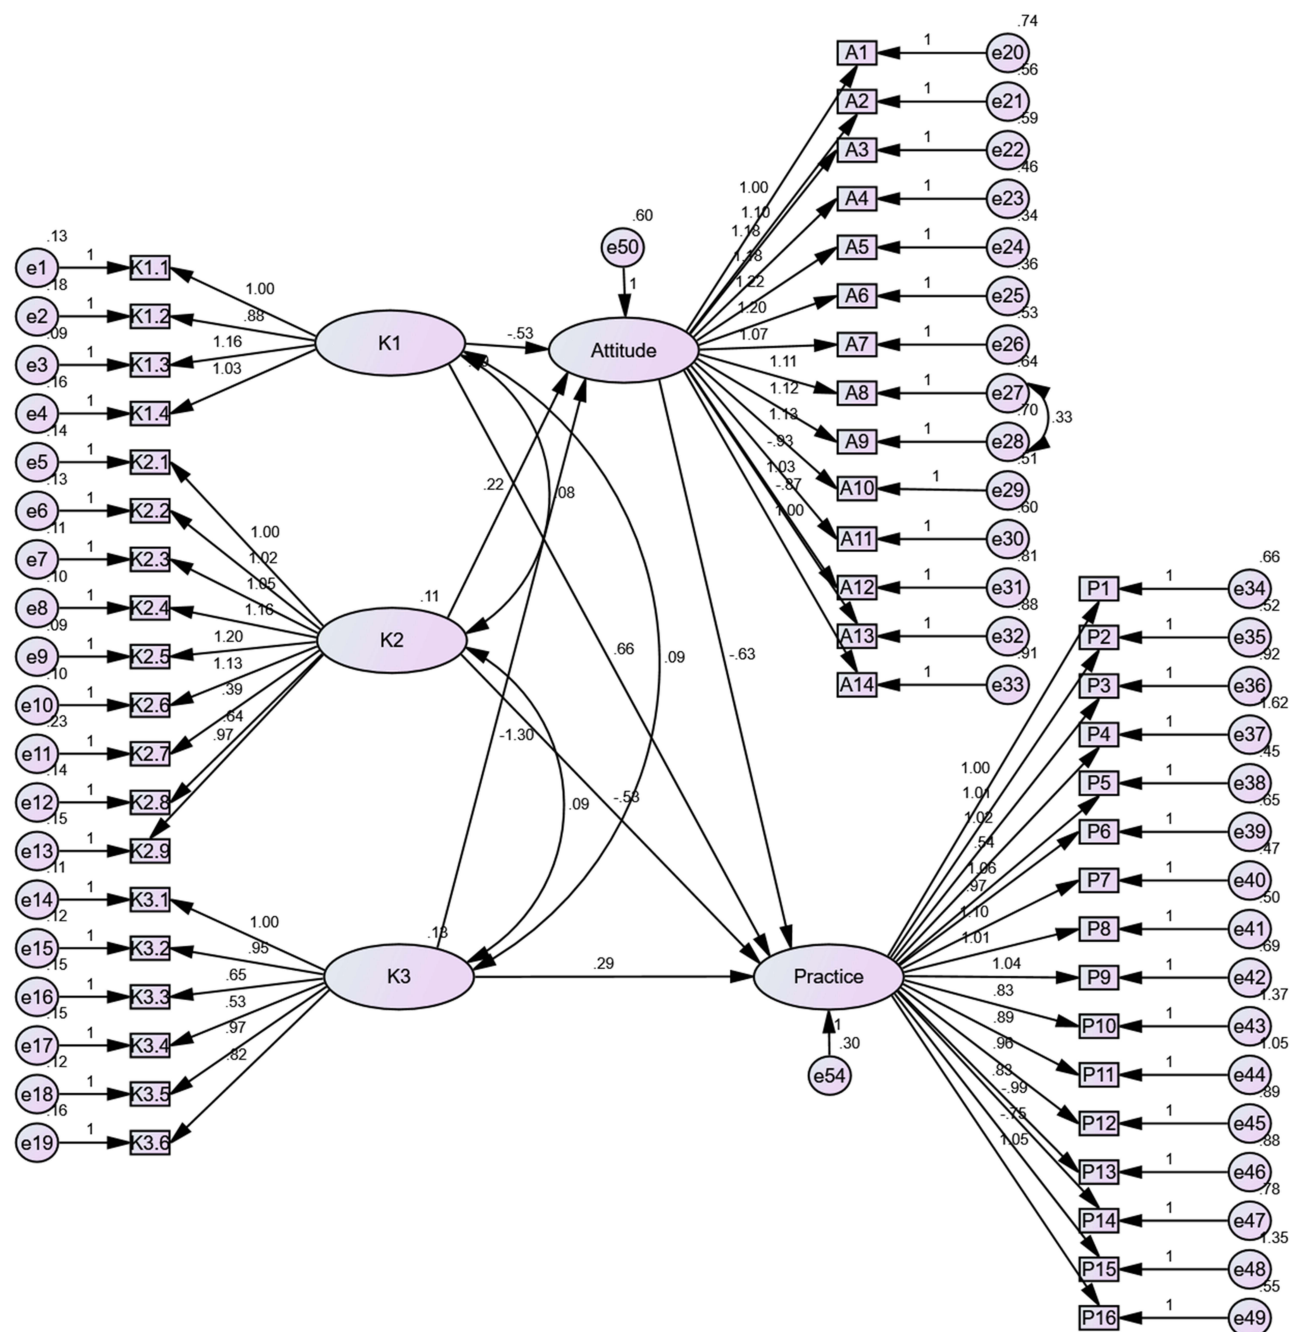 .74
A1 1 e20
.56
A2 1 e21
.59
A3 1 e22
.46
A4 1 e23
.34
A5 1 e24
.36
A6 1 e25
.53
A7 1 e26
.64
A8 1 e27
.70
.33
A9 1 e28
.51
A10 1 e29
.60
A11 1 e30
.81
A12 1 e31
.88
A13 1 e32
.91
A14 1 e33
1.00
1.10
1.18
1.18
1.22
1.20
1.07
1.11
1.12
1.13
-.93
1.03
-.87
1.00
.60
e50
1
Attitude
.13
e1 1 K1.1
.18
e2 1 K1.2
.09
e3 1 K1.3
.16
e4 1 K1.4
.14
e5 1 K2.1
.13
e6 1 K2.2
.11
e7 1 K2.3
.10
e8 1 K2.4
.09
e9 1 K2.5
.10
e10 1 K2.6
.23
e11 1 K2.7
.14
e12 1 K2.8
.15
e13 1 K2.9
.11
e14 1 K3.1
.12
e15 1 K3.2
.15
e16 1 K3.3
.15
e17 1 K3.4
.12
e18 1 K3.5
.16
e19 1 K3.6
1.00
.88
1.16
1.03
K1
-.53
1.00
1.02
1.05
1.16
1.20
1.13
.39
.64
.97
.11
K2
1.00
.95
.65
.53
.97
.82
.13
K3
.22
.08
.66
.09
-.63
-1.30
.09
-.53
.29
Practice
1
.30
e54
.66
P1 1 e34
.52
P2 1 e35
.92
P3 1 e36
1.62
P4 1 e37
.45
P5 1 e38
.65
P6 1 e39
.47
P7 1 e40
.50
P8 1 e41
.69
P9 1 e42
1.37
P10 1 e43
1.05
P11 1 e44
.89
P12 1 e45
.88
P13 1 e46
.78
P14 1 e47
1.35
P15 1 e48
.55
P16 1 e49
1.00
1.01
1.02
.54
1.06
.97
1.10
1.01
1.04
.83
.89
.96
.83
-.99
-.75
1.05